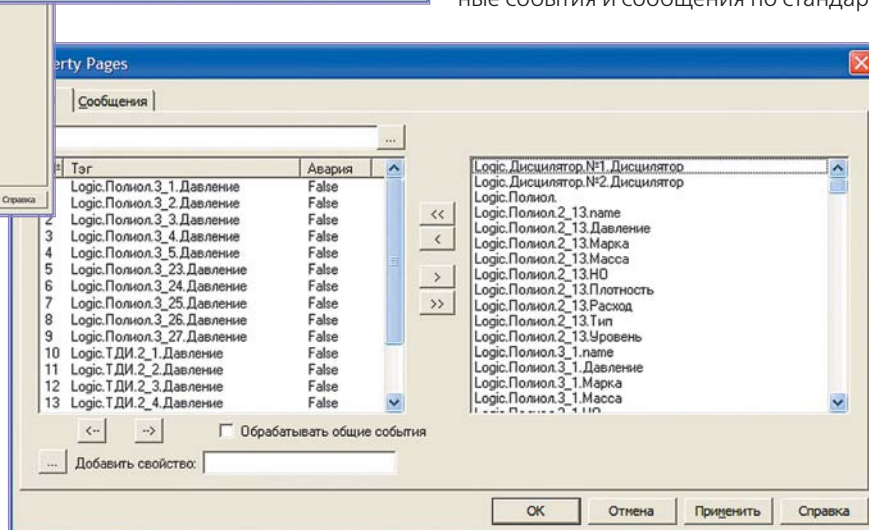 ные события и сообщения по стандар
erty Pages
Сообщения
...
Тэг Авария
Logic.Полиол.3_1.Давление False
Logic.Полиол.3_2.Давление False
2 Logic.Полиол.3_3.Давление False
3 Logic.Полиол.3_4.Давление False
4 Logic.Полиол.3_5.Давление False
5 Logic.Полиол.3_23.Давление False
6 Logic.Полиол.3_24.Давление False
7 Logic.Полиол.3_25.Давление False
8 Logic.Полиол.3_26.Давление False
9 Logic.Полиол.3_27.Давление False
10 Logic.ТДИ.2_1.Давление False
11 Logic.ТДИ.2_2.Давление False
12 Logic.ТДИ.2_3.Давление False
13 Logic.ТДИ.2_4.Давление False
<<
<
>
>>
Logic.Дисцилятор.№1.Дисцилятор
Logic.Дисцилятор.№2.Дисцилятор
Logic.Полиол.
Logic.Полиол.2_13.name
Logic.Полиол.2_13.Давление
Logic.Полиол.2_13.Марка
Logic.Полиол.2_13.Масса
Logic.Полиол.2_13.НО
Logic.Полиол.2_13.Плотность
Logic.Полиол.2_13.Расход
Logic.Полиол.2_13.Тип
Logic.Полиол.2_13.Уровень
Logic.Полиол.3_1.name
Logic.Полиол.3_1.Давление
Logic.Полиол.3_1.Марка
Logic.Полиол.3_1.Масса
Справка
<-- --> Обрабатывать общие события
... Добавить свойство:
OK Отмена Применить Справка